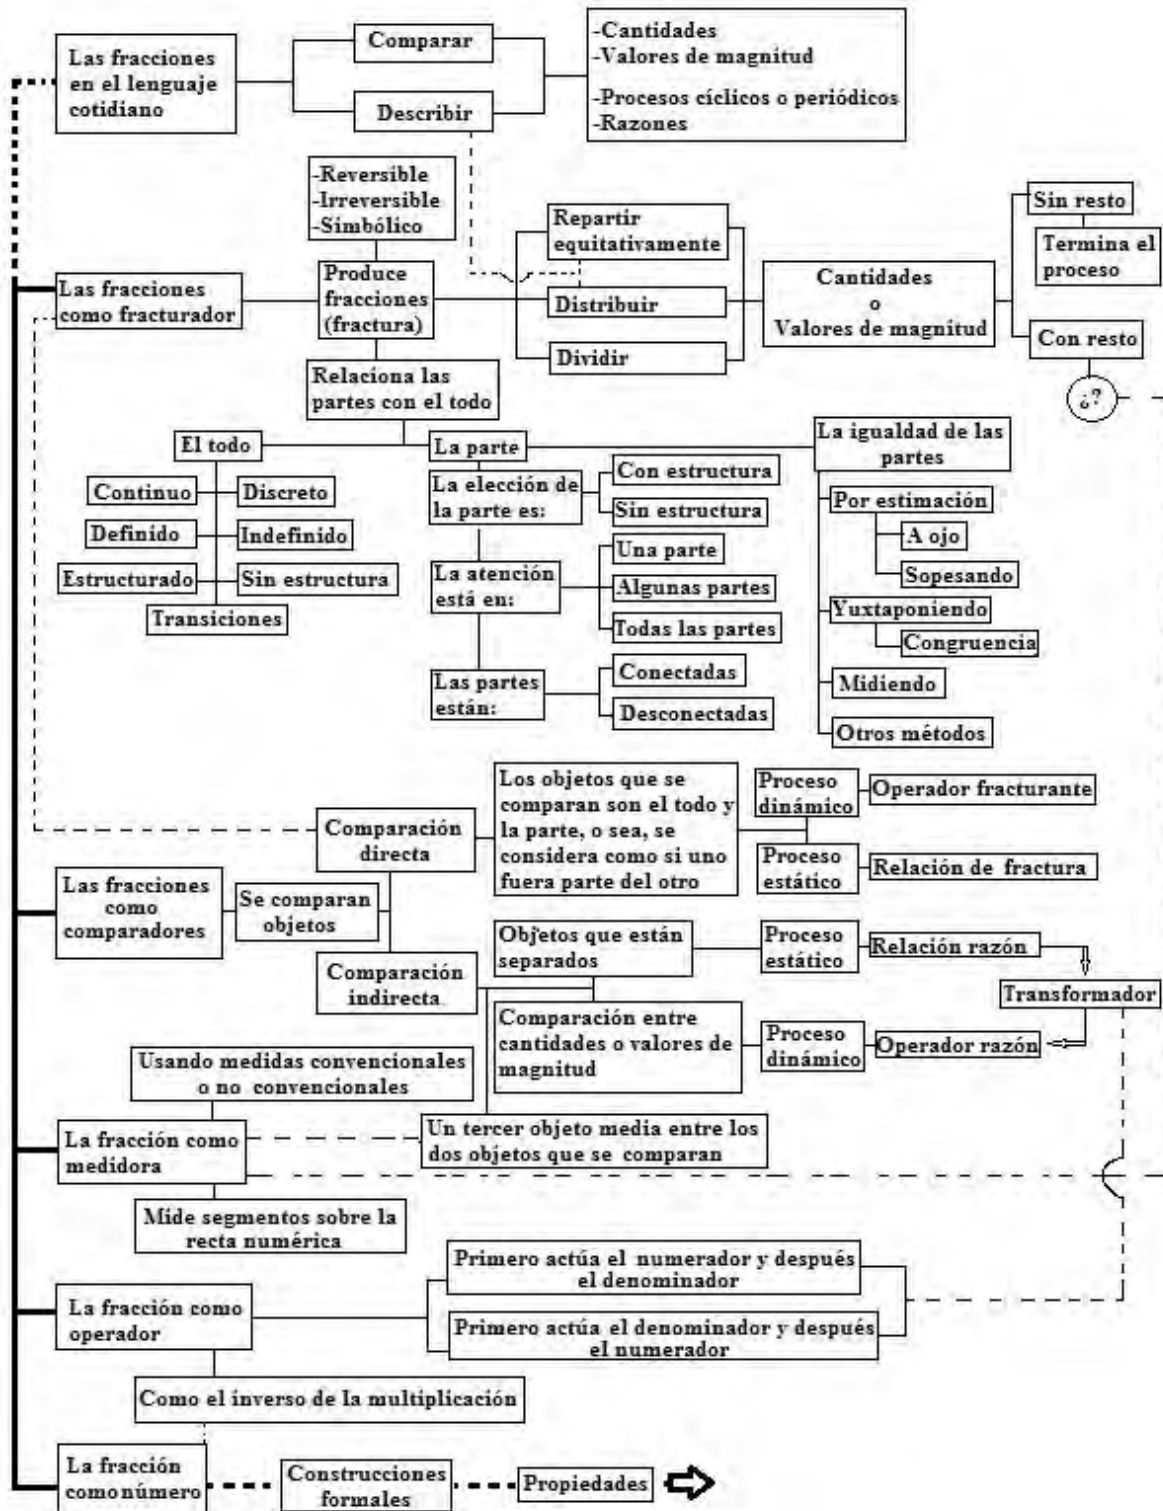 Las fracciones
en el lenguaje
cotidiano
Comparar
Describir
-Cantidades
-Valores de magnitud
-Procesos cíclicos o periódicos
-Razones
-Reversible
-Irreversible
-Simbólico
Las fracciones
como fracturador
Produce
fracciones
(fractura)
Repartir
equitativamente
Distribuir
Dividir
Cantidades
o
Valores de magnitud
Sin resto
Termina el
proceso
Con resto
¿?
Relaciona las
partes con el todo
El todo
Continuo
Discreto
Definido
Indefinido
Estructurado
Sin estructura
Transiciones
La parte
La elección de
la parte es:
Con estructura
Sin estructura
La atención
está en:
Una parte
Algunas partes
Todas las partes
Las partes
están:
Conectadas
Desconectadas
La igualdad de las
partes
Por estimación
A ojo
Sopesando
Yuxtaponiendo
Congruencia
Midiendo
Otros métodos
Las fracciones
como
comparadores
Se comparan
objetos
Comparación
directa
Los objetos que se
comparan son el todo y
la parte, o sea, se
considera como si uno
fuera parte del otro
Proceso
dinámico
Operador fracturante
Proceso
estático
Relación de fractura
Comparación
indirecta
Objetos que están
separados
Proceso
estático
Relación razón
Transformador
Comparación entre
cantidades o valores de
magnitud
Proceso
dinámico
Operador razón
Un tercer objeto media entre los
dos objetos que se comparan
Usando medidas convencionales
o no convencionales
La fracción como
medidora
Mide segmentos sobre la
recta numérica
La fracción como
operador
Primero actúa el numerador y después
el denominador
Primero actúa el denominador y después
el numerador
Como el inverso de la multiplicación
La fracción
como número
Construcciones
formales
Propiedades